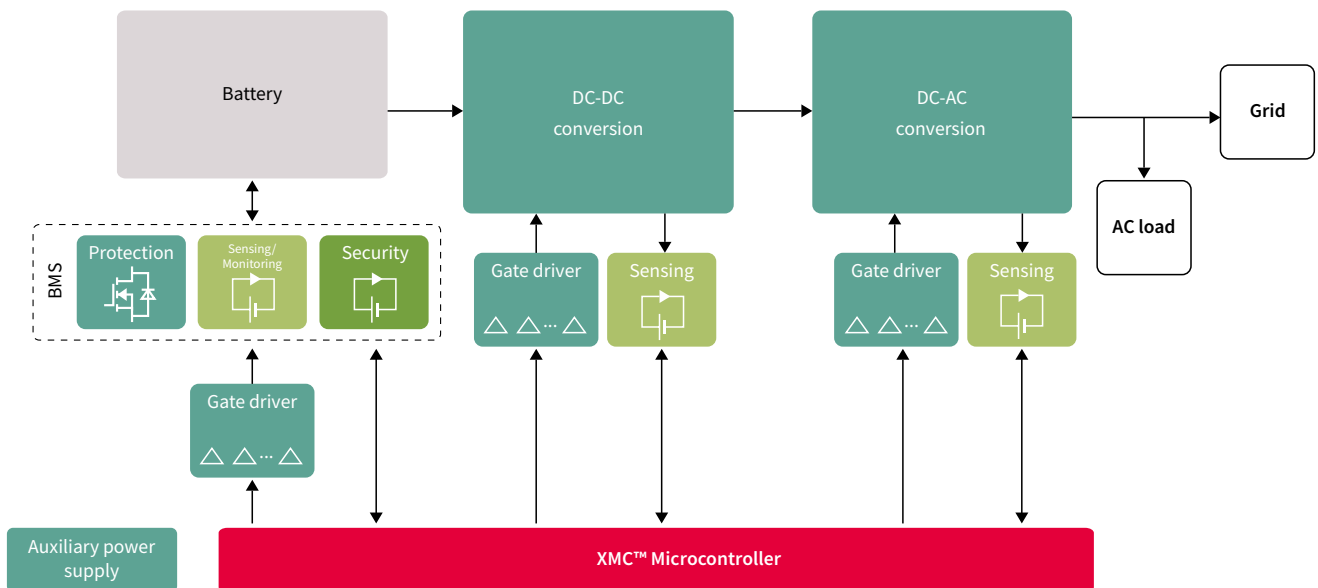 Battery
DC-DC
conversion
DC-AC
conversion
Grid
AC load
BMS
Protection
Sensing/
Monitoring
Security
Gate driver
...
Sensing
Gate driver
...
Sensing
Gate driver
...
Auxiliary power
supply
XMC™ Microcontroller